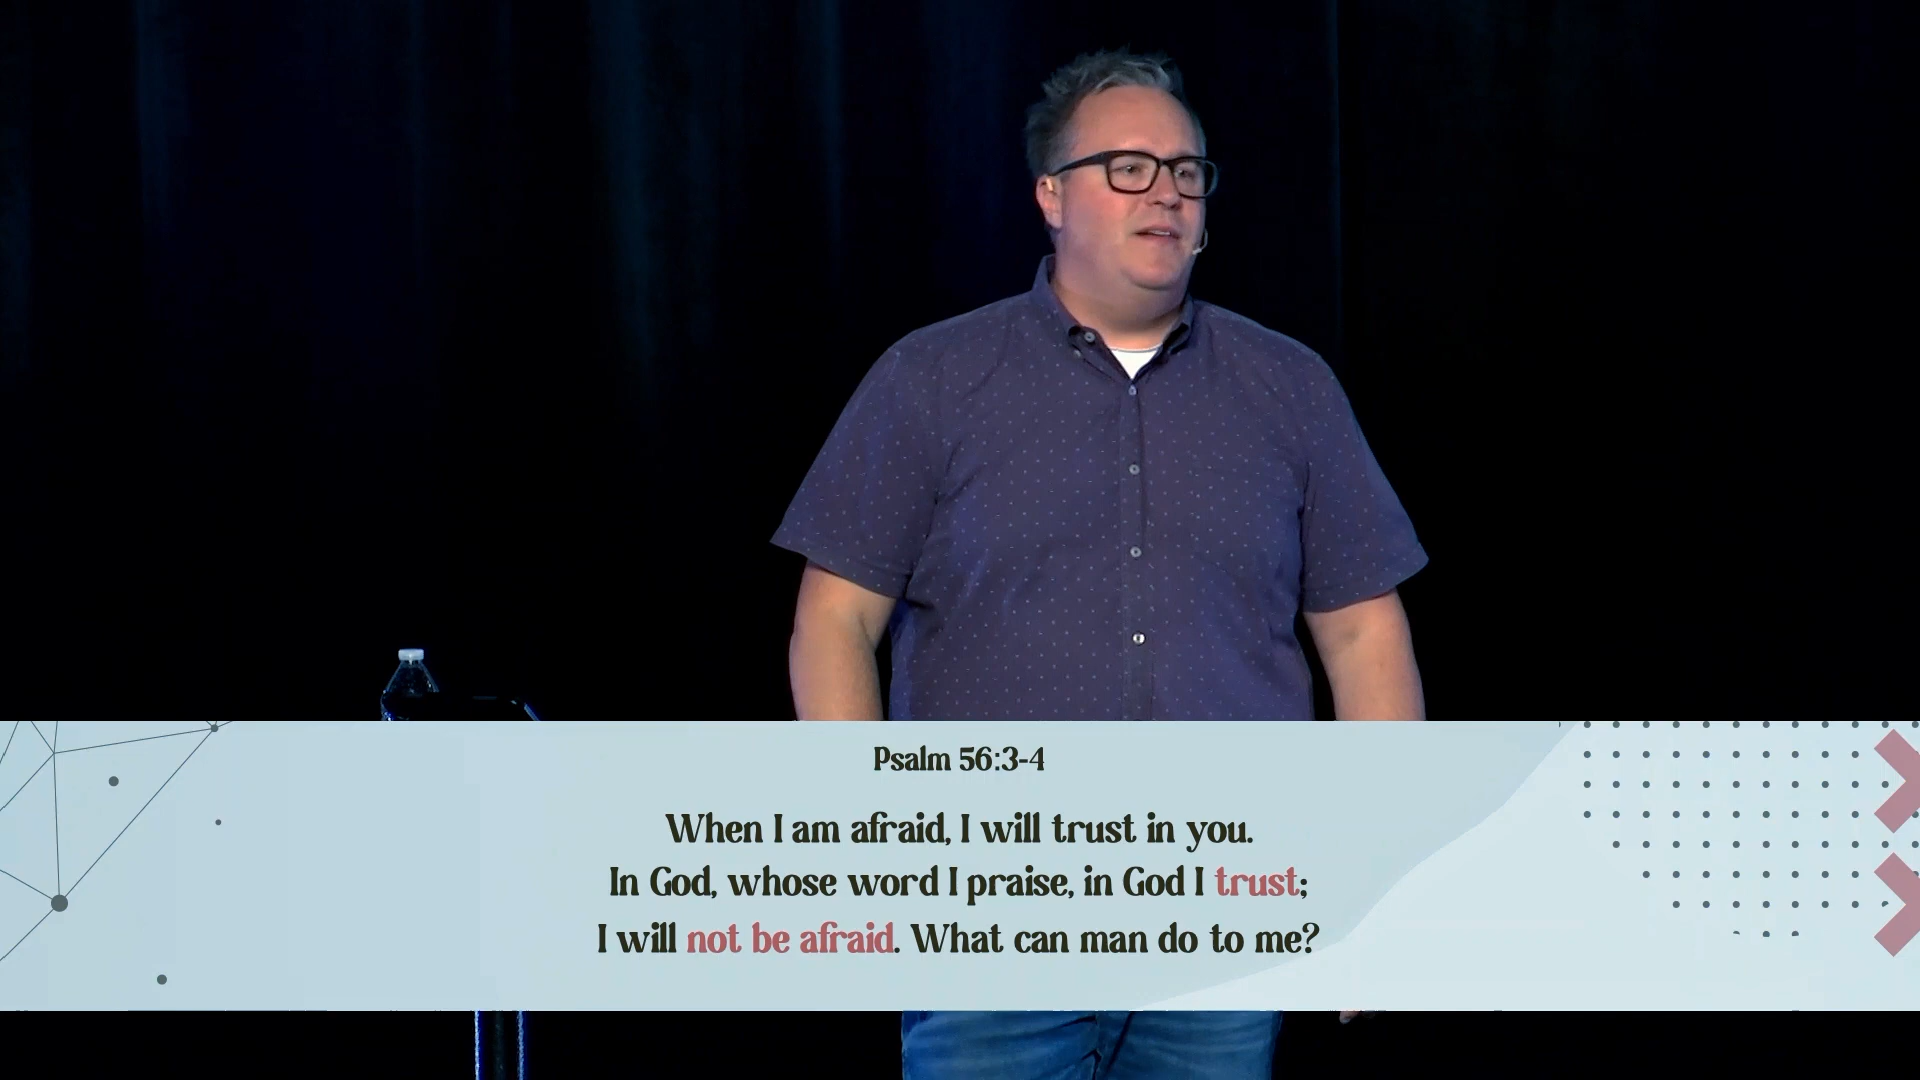 Psalm 56:3-4
When I am afraid, I will trust in you.
In God, whose word I praise, in God I trust;
I will not be afraid. What can man do to me?